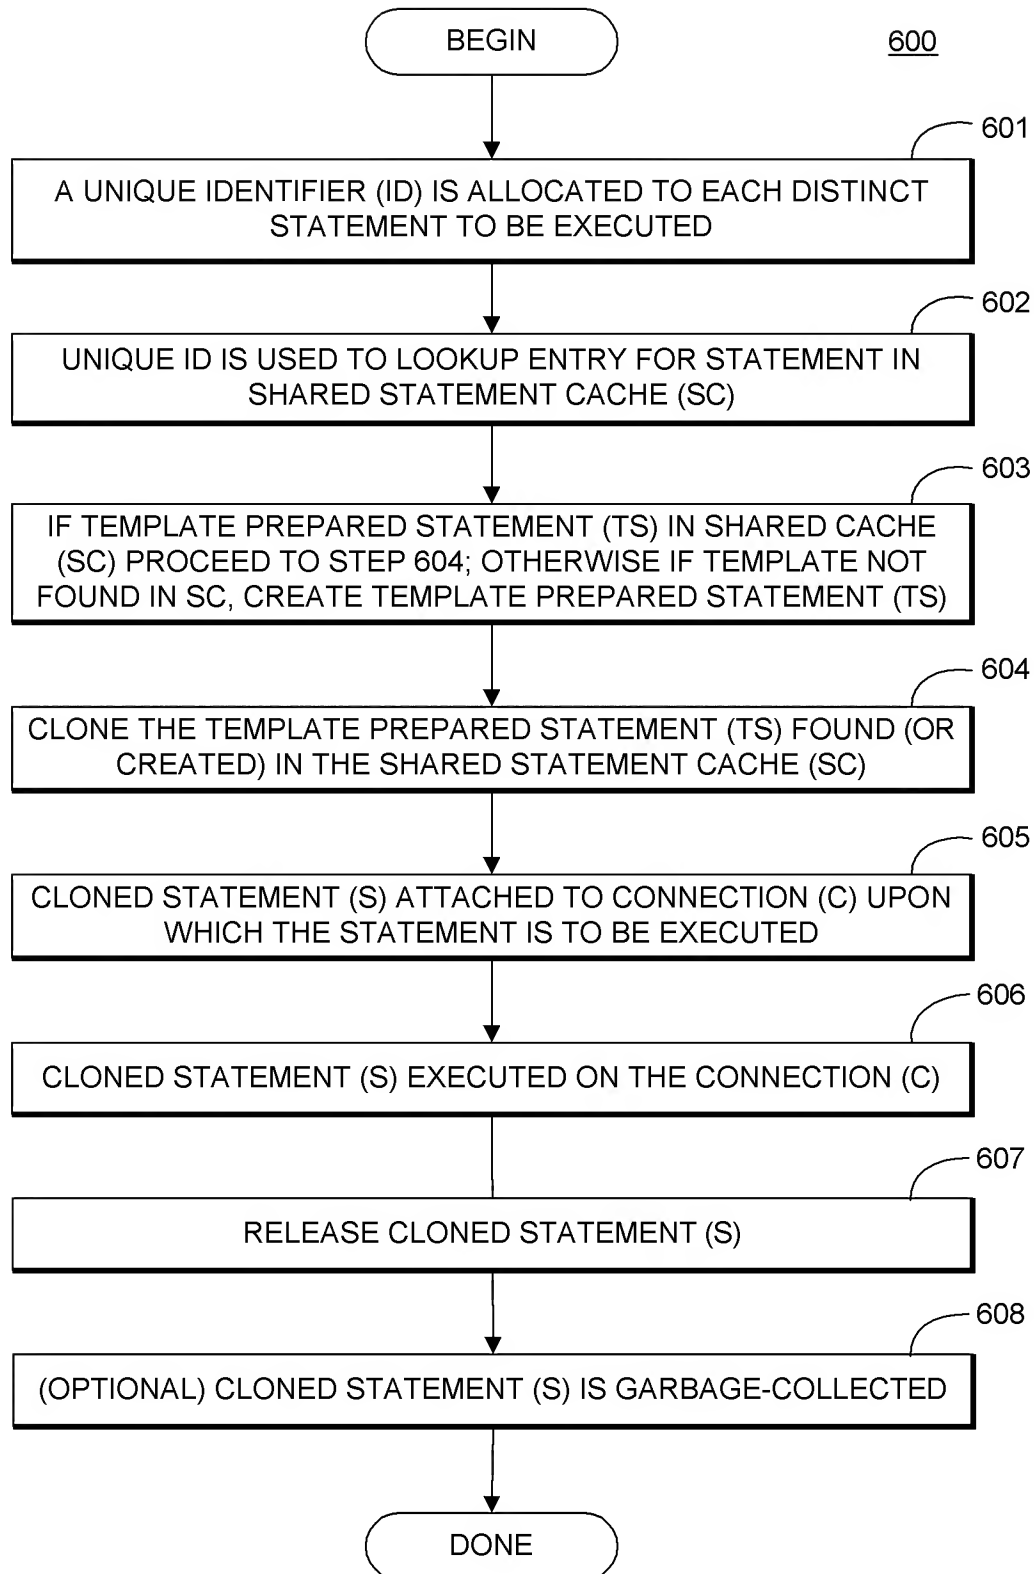 BEGIN
600
601
A UNIQUE IDENTIFIER (ID) IS ALLOCATED TO EACH DISTINCT
STATEMENT TO BE EXECUTED
602
UNIQUE ID IS USED TO LOOKUP ENTRY FOR STATEMENT IN
SHARED STATEMENT CACHE (SC)
603
IF TEMPLATE PREPARED STATEMENT (TS) IN SHARED CACHE
(SC) PROCEED TO STEP 604; OTHERWISE IF TEMPLATE NOT
FOUND IN SC, CREATE TEMPLATE PREPARED STATEMENT (TS)
604
CLONE THE TEMPLATE PREPARED STATEMENT (TS) FOUND (OR
CREATED) IN THE SHARED STATEMENT CACHE (SC)
605
CLONED STATEMENT (S) ATTACHED TO CONNECTION (C) UPON
WHICH THE STATEMENT IS TO BE EXECUTED
606
CLONED STATEMENT (S) EXECUTED ON THE CONNECTION (C)
607
RELEASE CLONED STATEMENT (S)
608
(OPTIONAL) CLONED STATEMENT (S) IS GARBAGE-COLLECTED
DONE